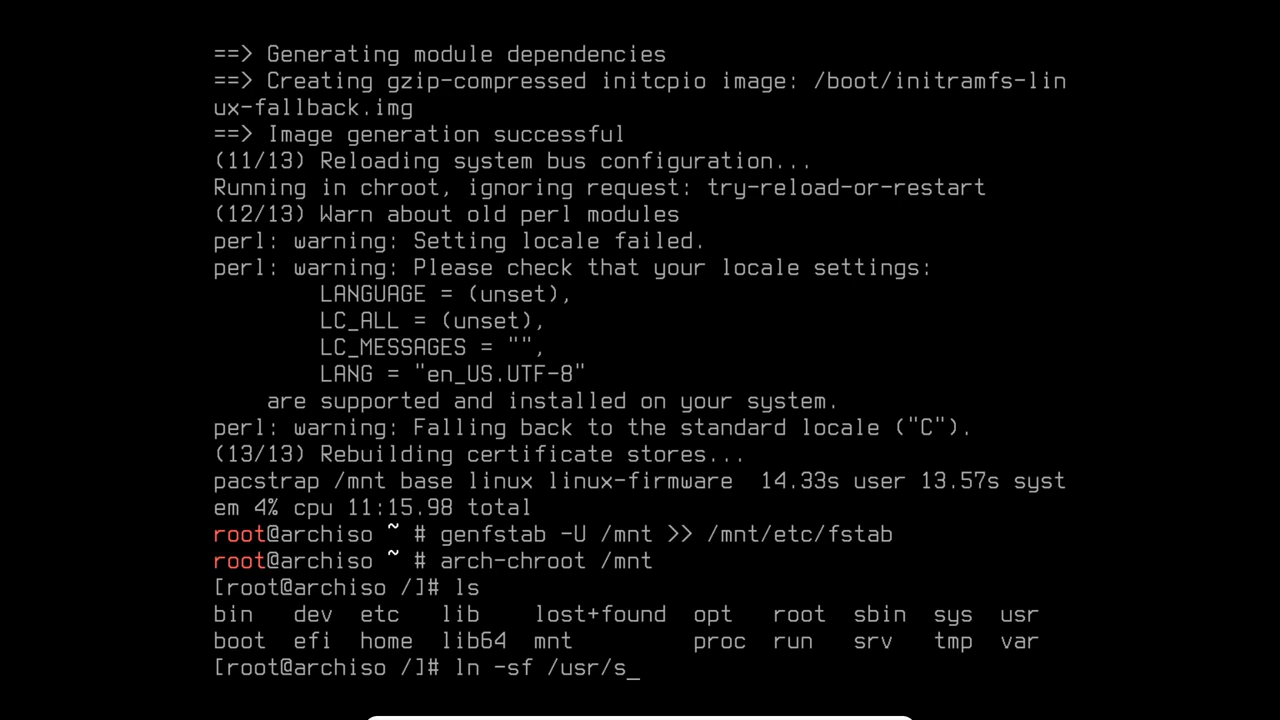 ==> Generating module dependencies
==> Creating gzip-compressed initcpio image: /boot/initramfs-lin
ux-fallback.img
==> Image generation successful
(11/13) Reloading system bus configuration...
Running in chroot, ignoring request: try-reload-or-restart
(12/13) Warn about old perl modules
perl: warning: Setting locale failed.
perl: warning: Please check that your locale settings:
        LANGUAGE = (unset),
        LC_ALL = (unset),
        LC_MESSAGES = "",
        LANG = "en_US.UTF-8"
    are supported and installed on your system.
perl: warning: Falling back to the standard locale ("C").
(13/13) Rebuilding certificate stores...
pacstrap /mnt base linux linux-firmware  14.33s user 13.57s syst
em 4% cpu 11:15.98 total
root@archiso ~ # genfstab -U /mnt >> /mnt/etc/fstab
root@archiso ~ # arch-chroot /mnt
[root@archiso /]# ls
bin   dev  etc   lib    lost+found  opt   root  sbin  sys  usr
boot  efi  home  lib64  mnt         proc  run   srv   tmp  var
[root@archiso /]# ln -sf /usr/s_